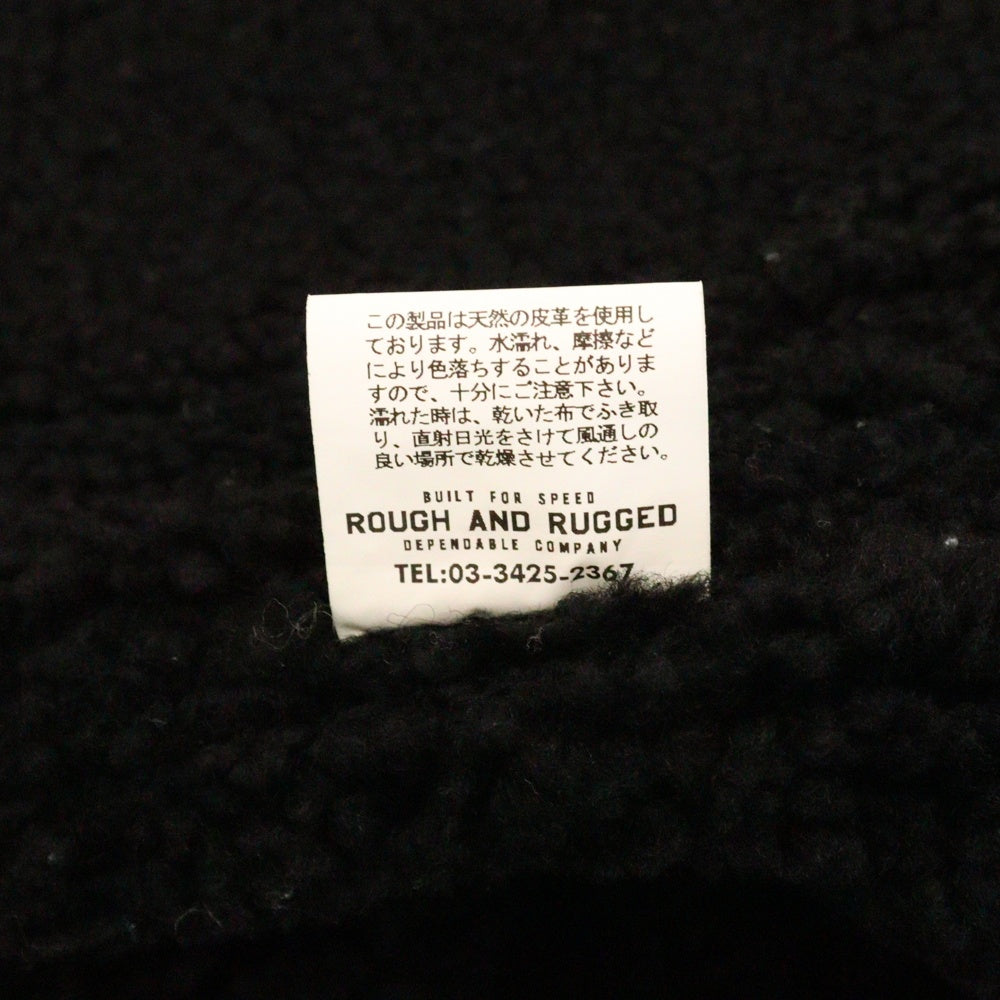 この製品は天然の皮革を使用し
ております。水濡れ、摩擦など
により色落ちすることがありま
すので、十分にご注意下さい。
濡れた時は、乾いた布でふき取
り、直射日光をさけて風通しの
良い場所で乾燥させてください。
BUILT FOR SPEED
ROUGH AND RUGGED
DEPENDABLE COMPANY
TEL:03-3425-2367